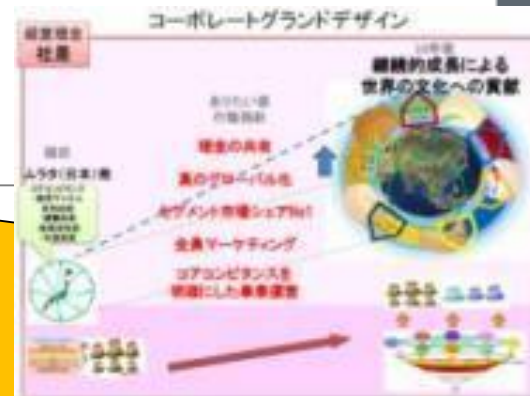 コーポレートグランドデザイン
経営理念
社是
10年後
継続的成長による
世界の文化への貢献
ありたい姿
行動指針
現在
ムラタ(日本)発
理念の共有
真のグローバル化
セグメント市場シェアNo1
全員マーケティング
コアコンピタンスを
明確にした事業運営